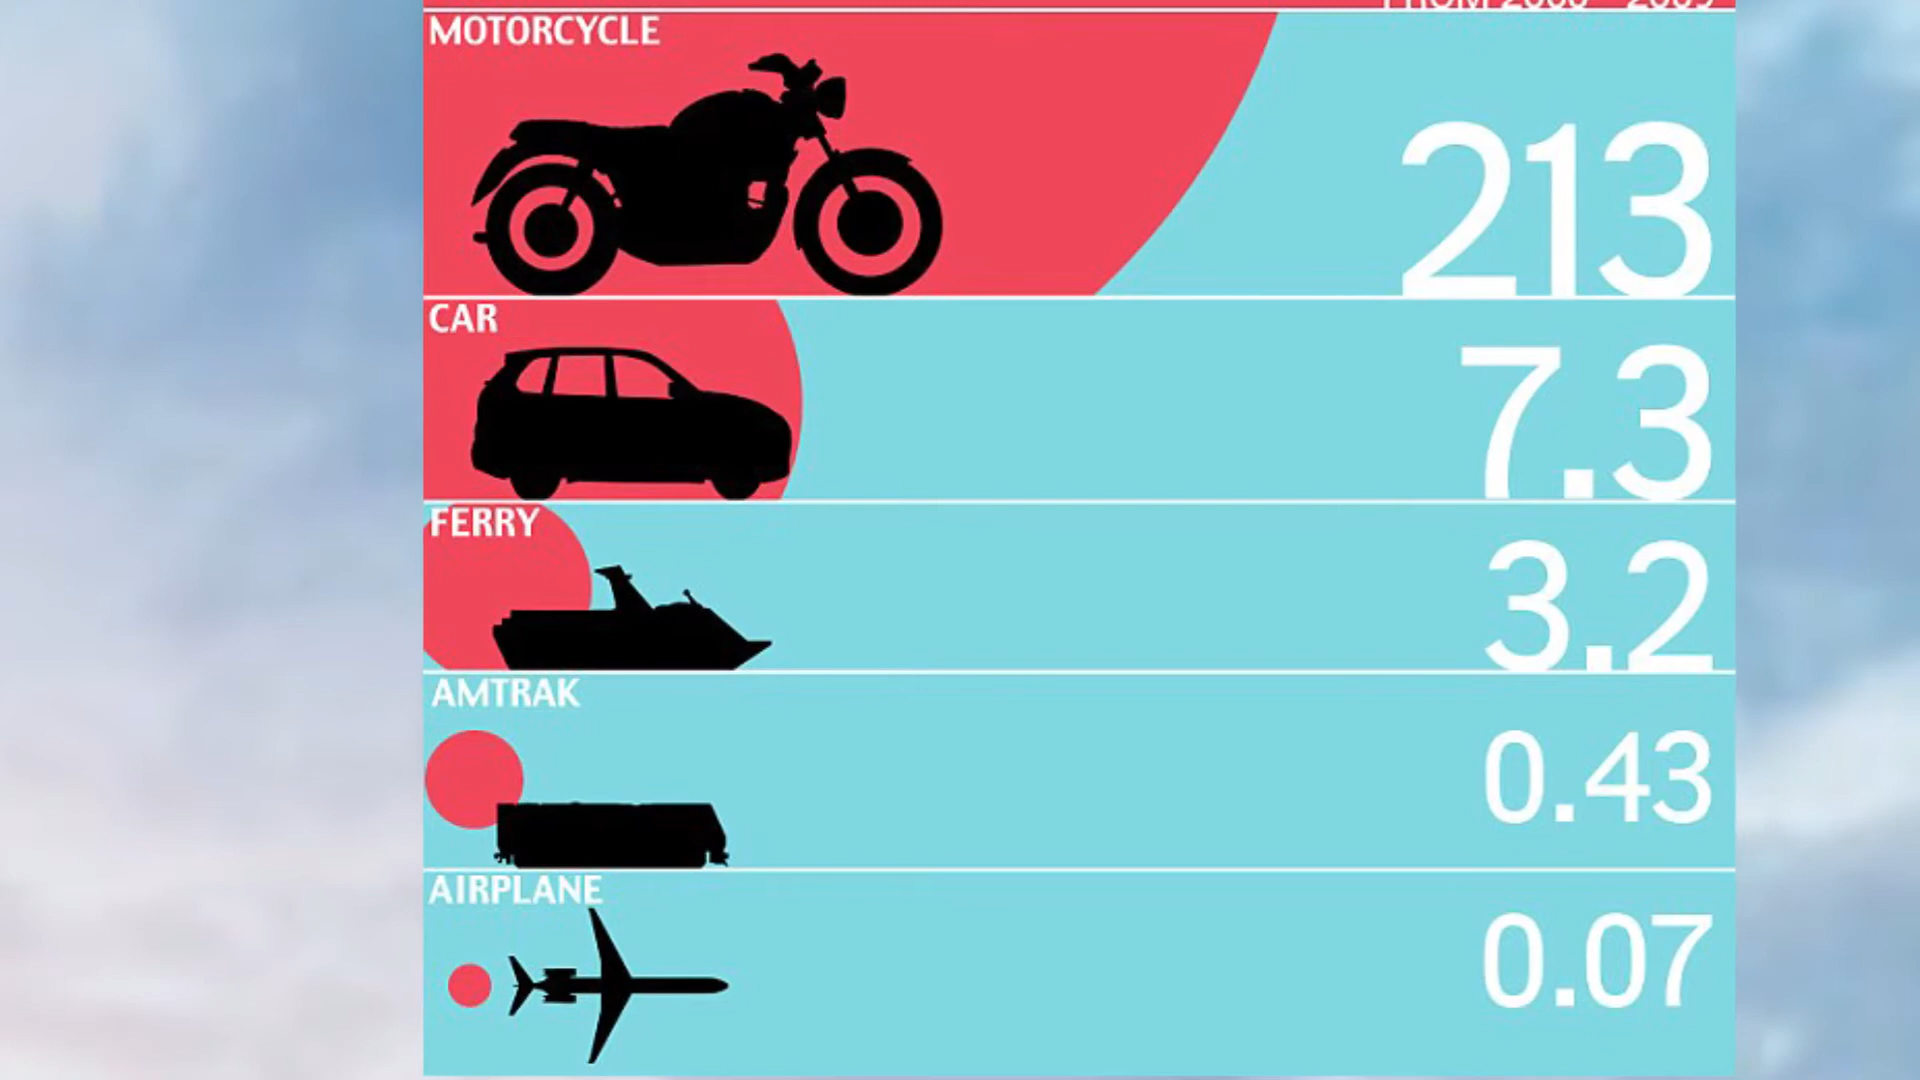 MOTORCYCLE
213
CAR
7.3
FERRY
3.2
AMTRAK
0.43
AIRPLANE
0.07